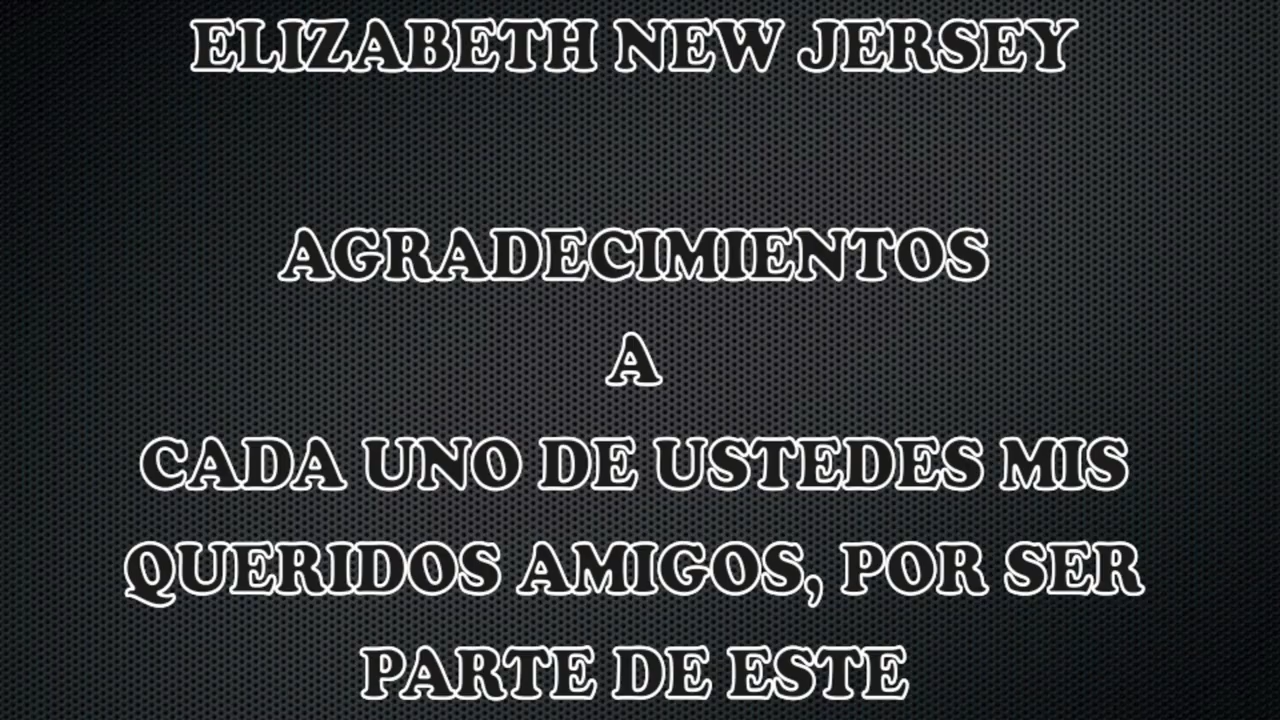 ELIZABETH NEW JERSEY
AGRADECIMIENTOS
A
CADA UNO DE USTEDES MIS
QUERIDOS AMIGOS, POR SER
PARTE DE ESTE